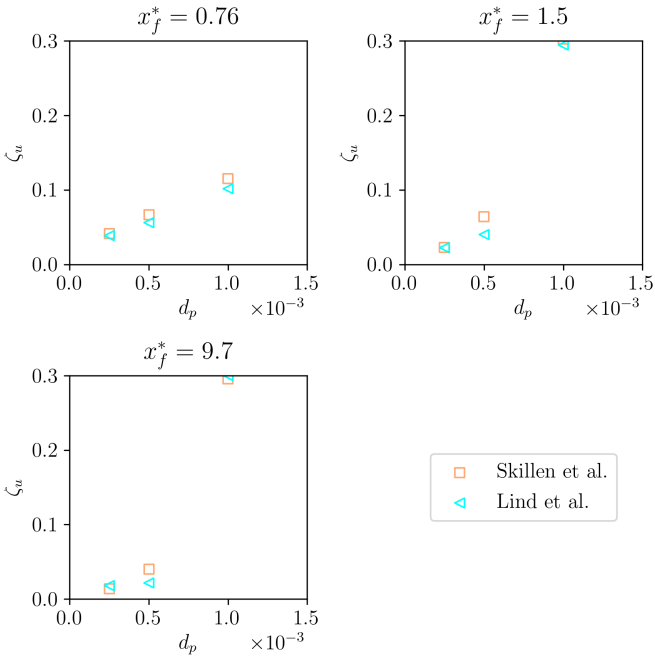 x*_f = 0.76
0.3
0.2
ζ_u
0.1
0.0
0.0 0.5 1.0 1.5
d_p ×10⁻³
x*_f = 1.5
0.3
0.2
ζ_u
0.1
0.0
0.0 0.5 1.0 1.5
d_p ×10⁻³
x*_f = 9.7
0.3
0.2
ζ_u
0.1
0.0
0.0 0.5 1.0 1.5
d_p ×10⁻³
Skillen et al.
Lind et al.